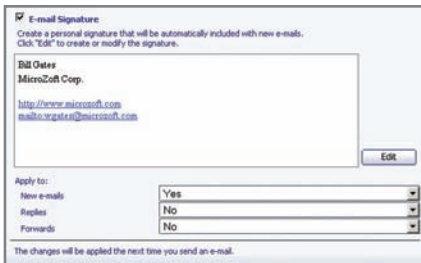 E-mail Signature
Create a personal signature that will be automatically included with new e-mails.
Click "Edit" to create or modify the signature.
Bill Gates
MicroZoft Corp.
http://www.microzoft.com
mailto:wgates@microzoft.com
Edit
Apply to:
New e-mails Yes
Replies No
Forwards No
The changes will be applied the next time you send an e-mail.